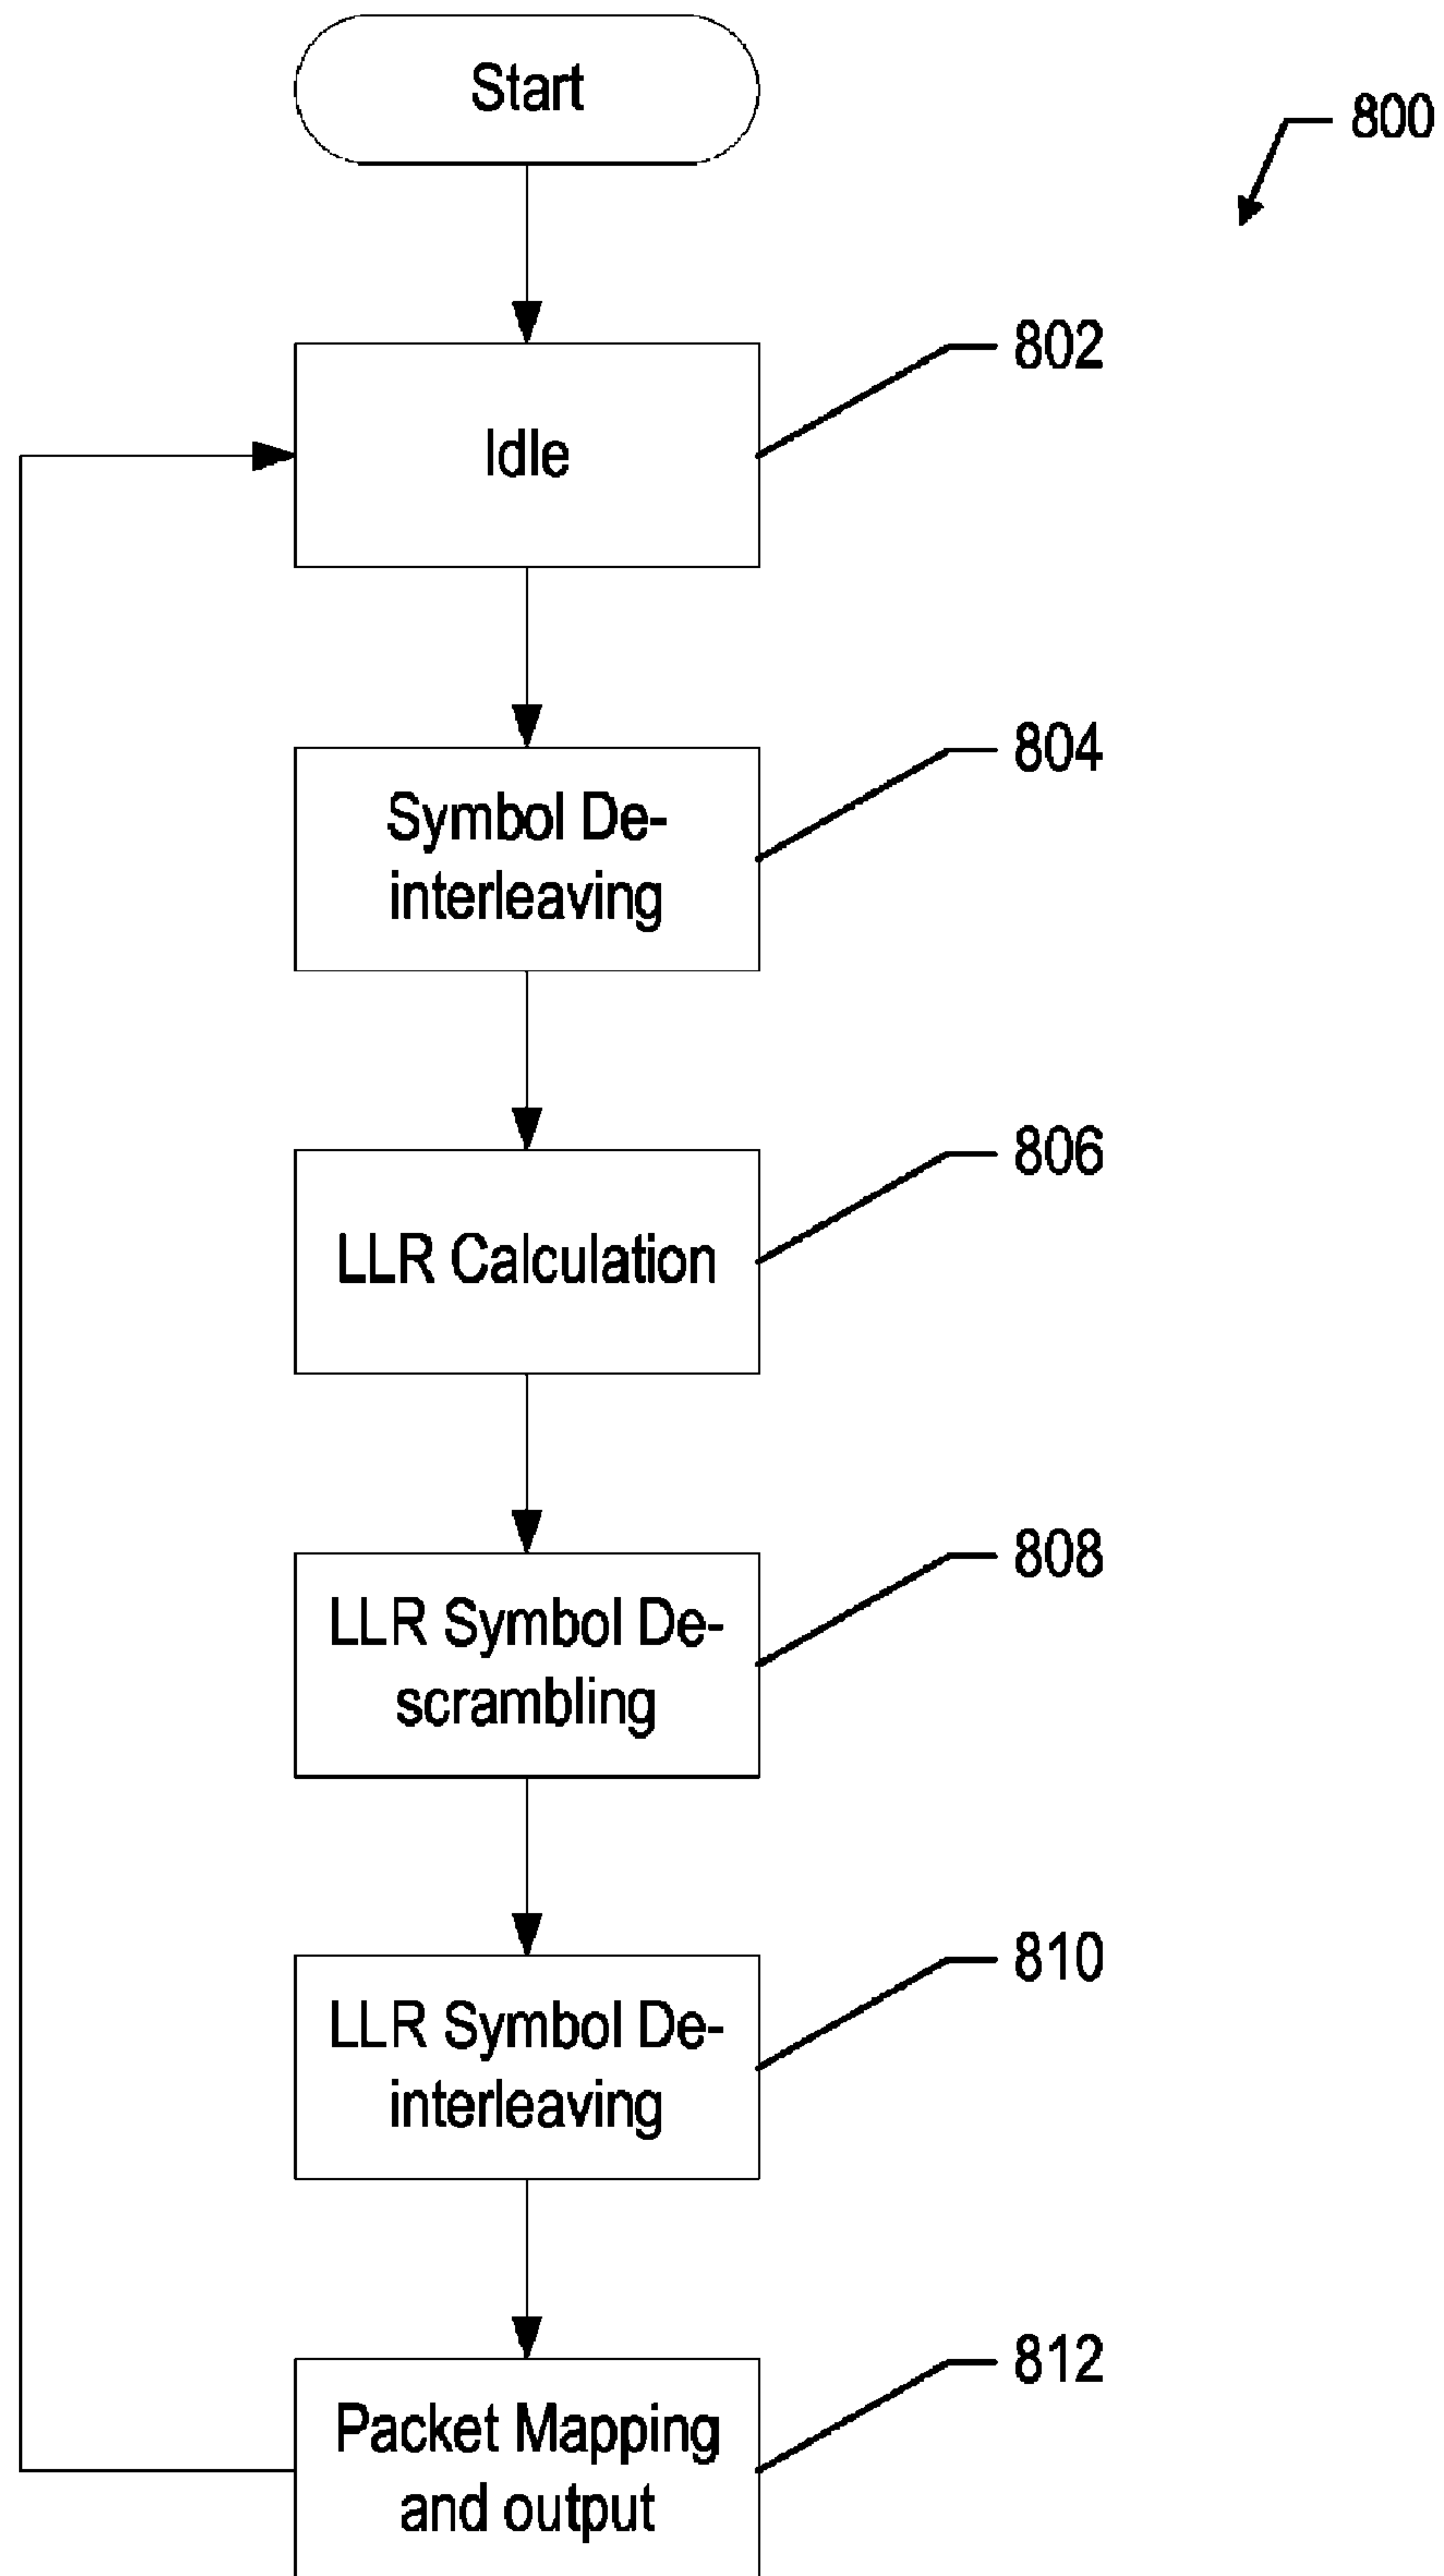 Start
800
Idle
802
Symbol De-
interleaving
804
LLR Calculation
806
LLR Symbol De-
scrambling
808
LLR Symbol De-
interleaving
810
Packet Mapping
and output
812